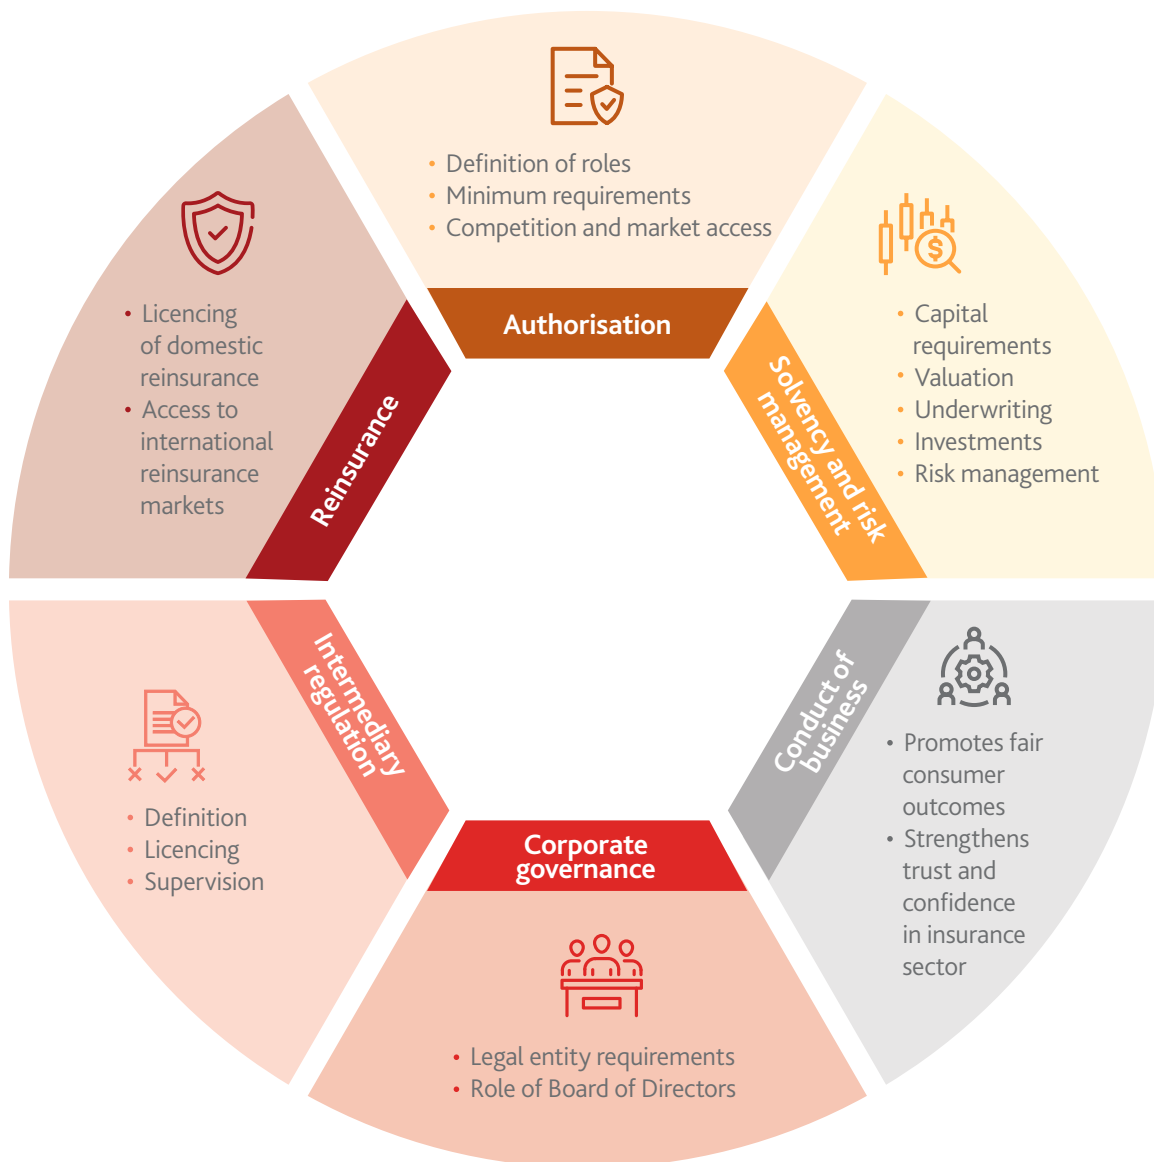 • Definition of roles
• Minimum requirements
• Competition and market access
Authorisation
• Capital
requirements
• Valuation
• Underwriting
• Investments
• Risk management
Solvency and risk
management
• Promotes fair
consumer
outcomes
• Strengthens
trust and
confidence
in insurance
sector
Conduct of
business
Corporate
governance
• Legal entity requirements
• Role of Board of Directors
Intermediary
regulation
• Definition
• Licencing
• Supervision
• Licencing
of domestic
reinsurance
• Access to
international
reinsurance
markets
Reinsurance
$